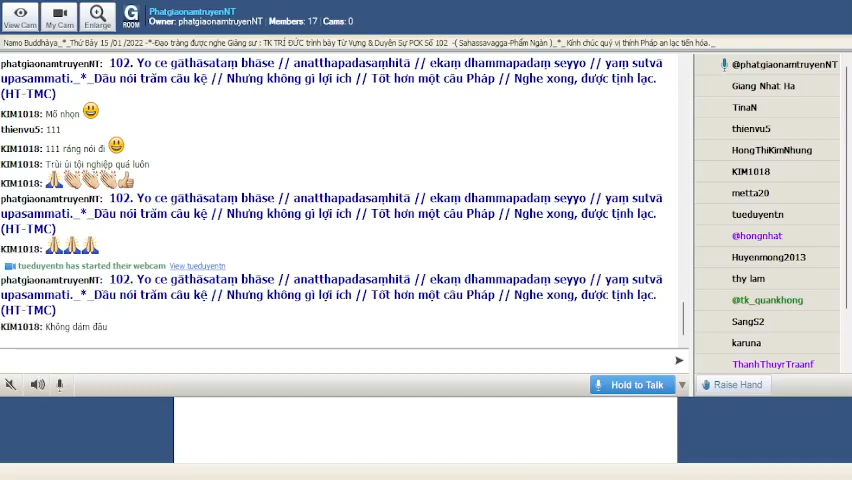 View Cam
My Cam
Enlarge
G
ROOM
PhatgiaonamtruyenNT
Owner: phatgiaonamtruyenNT Members: 17 | Cams: 0
Namo Buddhàya_*_Thứ Bảy 15 /01 /2022 -*-Đạo tràng được nghe Giảng sư : TK TRÍ ĐỨC trình bày Từ Vựng & Duyên Sự PCK Số 102 -( Sahassavagga-Phẩm Ngàn )_*_ Kính chúc quý vị thính Pháp an lạc tiến hóa._
phatgiaonamtruyenNT: 102. Yo ce gāthāsataṃ bhāse // anatthapadasaṃhitā // ekaṃ dhammapadaṃ seyyo // yaṃ sutvā
upasammati._*_Dầu nói trăm câu kệ // Nhưng không gì lợi ích // Tốt hơn một câu Pháp // Nghe xong, được tịnh lạc.
(HT-TMC)
KIM1018: Mỏ nhọn
thienvu5: 111
KIM1018: 111 ráng nói đi
KIM1018: Trùi ui tội nghiệp quá luôn
KIM1018:
phatgiaonamtruyenNT: 102. Yo ce gāthāsataṃ bhāse // anatthapadasaṃhitā // ekaṃ dhammapadaṃ seyyo // yaṃ sutvā
upasammati._*_Dầu nói trăm câu kệ // Nhưng không gì lợi ích // Tốt hơn một câu Pháp // Nghe xong, được tịnh lạc.
(HT-TMC)
KIM1018:
tueduyentn has started their webcam View tueduyentn
phatgiaonamtruyenNT: 102. Yo ce gāthāsataṃ bhāse // anatthapadasaṃhitā // ekaṃ dhammapadaṃ seyyo // yaṃ sutvā
upasammati._*_Dầu nói trăm câu kệ // Nhưng không gì lợi ích // Tốt hơn một câu Pháp // Nghe xong, được tịnh lạc.
(HT-TMC)
KIM1018: Không dám đâu
@phatgiaonamtruyenNT
Giang Nhat Ha
TinaN
thienvu5
HongThiKimNhung
KIM1018
metta20
tueduyentn
@hongnhat
Huyenmong2013
thy lam
@tk_quankhong
SangS2
karuna
ThanhThuyrTraanf
Hold to Talk
Raise Hand